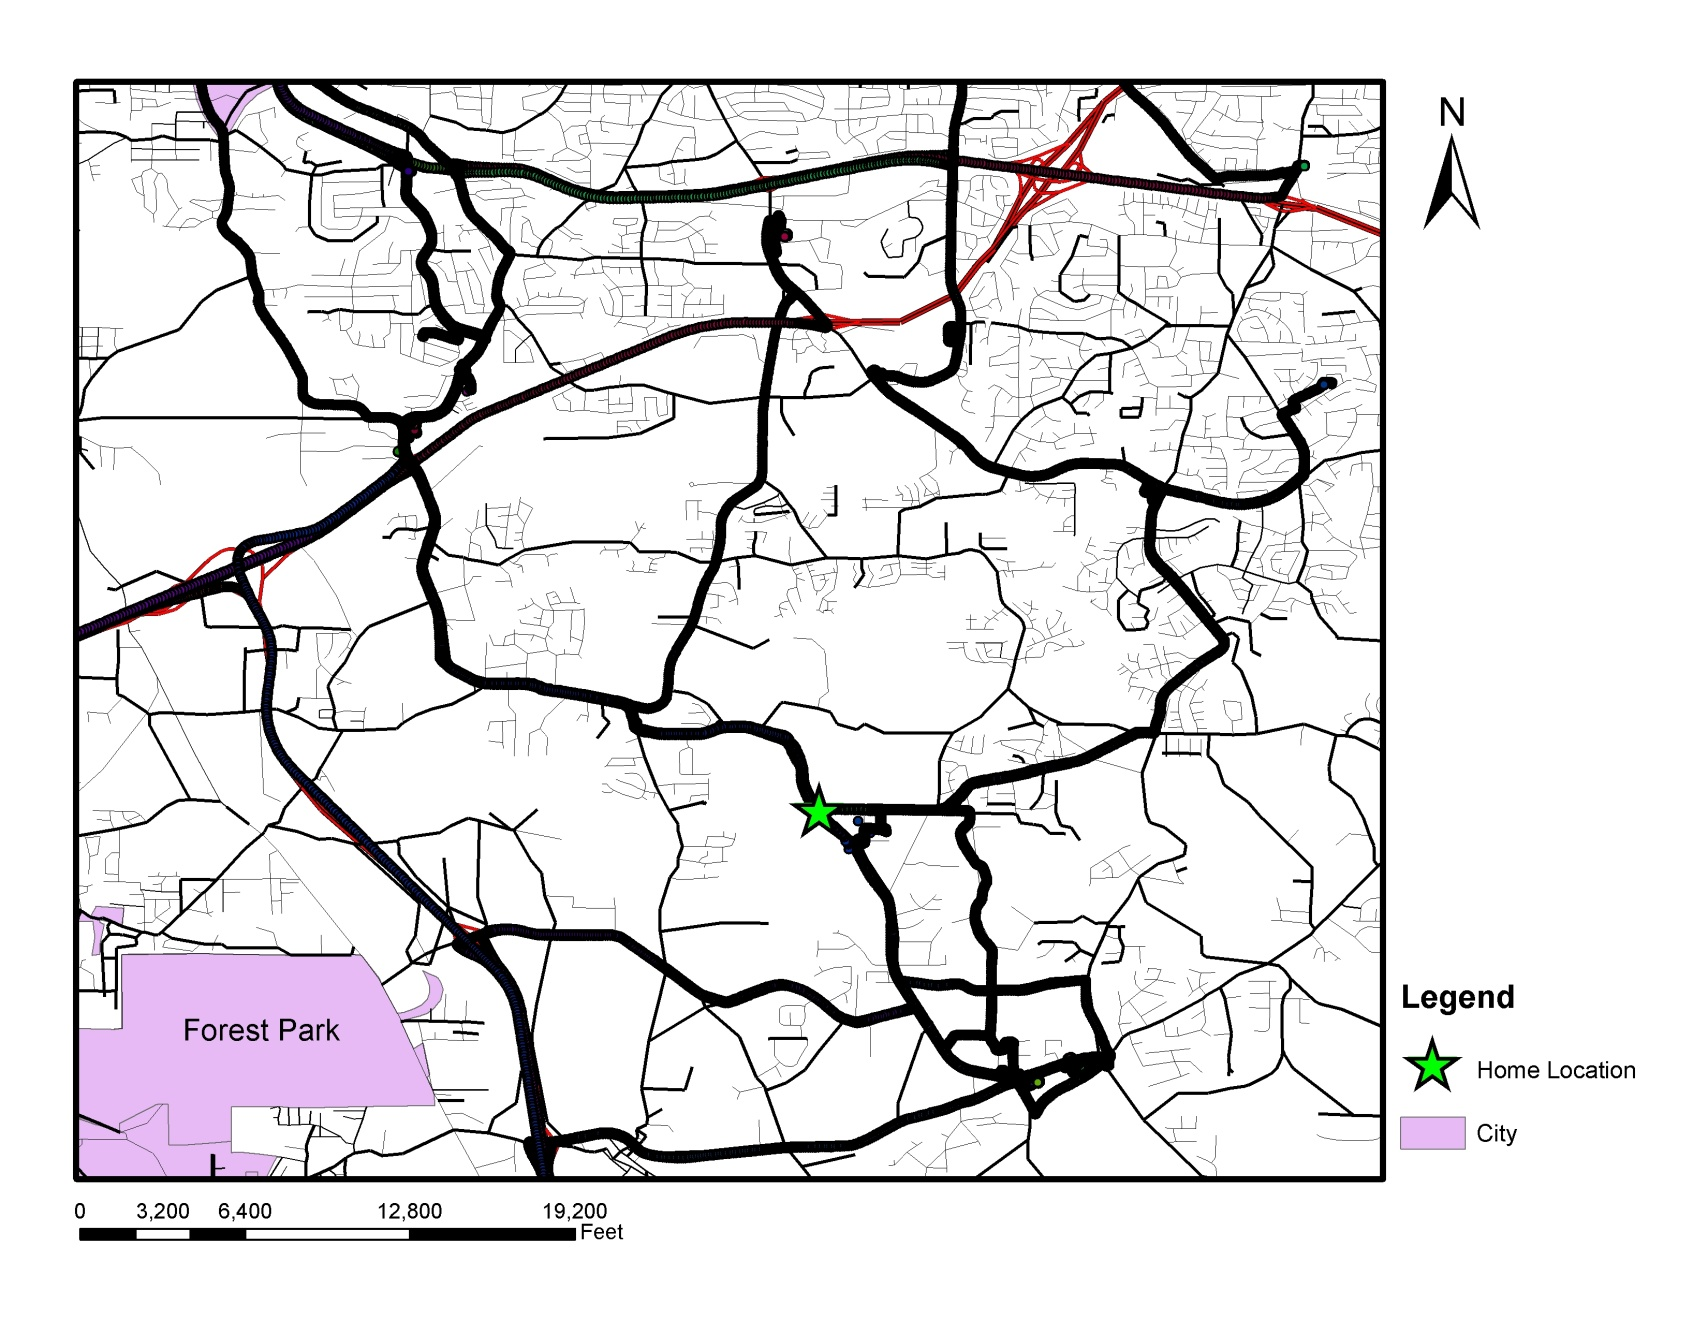 N
Forest Park
Legend
Home Location
City
0 3,200 6,400 12,800 19,200
Feet